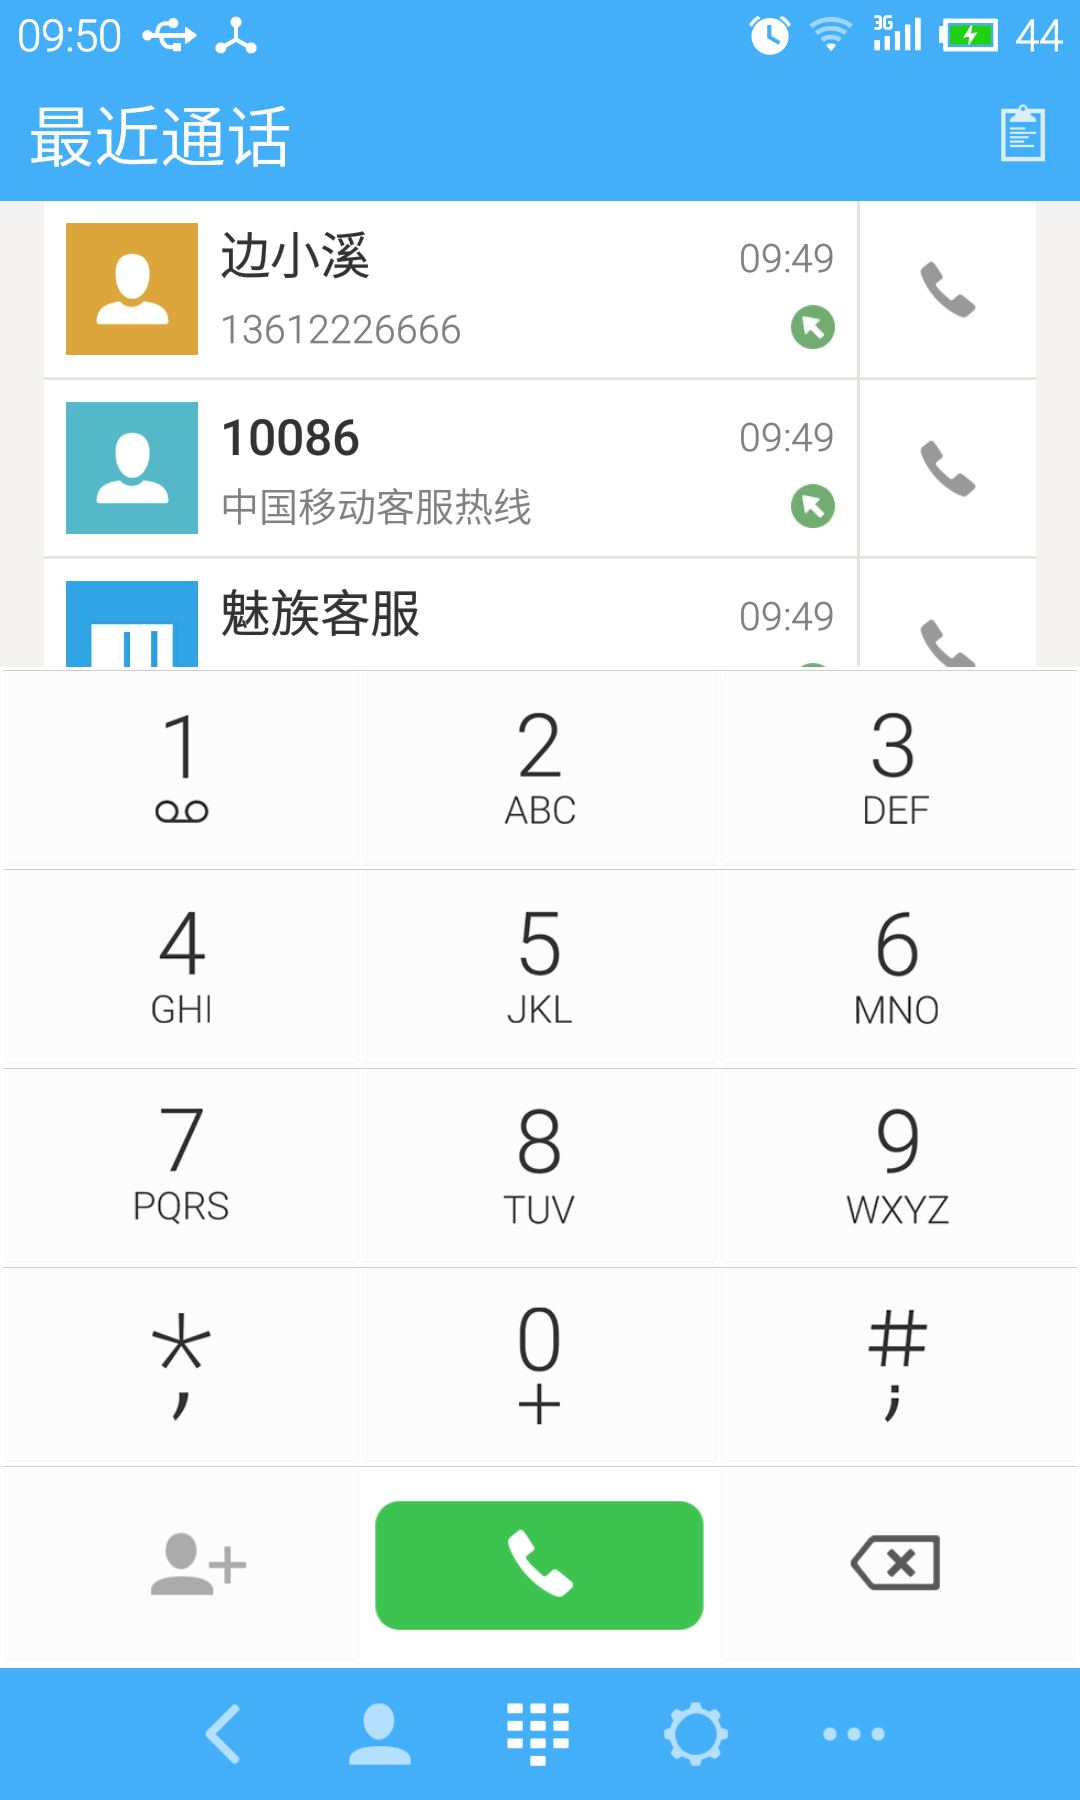 09:50 3G 44
最近通话
边小溪 09:49
13612226666
10086 09:49
中国移动客服热线
魅族客服 09:49
1 2 3
ABC DEF
4 5 6
GHI JKL MNO
7 8 9
PQRS TUV WXYZ
* 0 #
, + ;